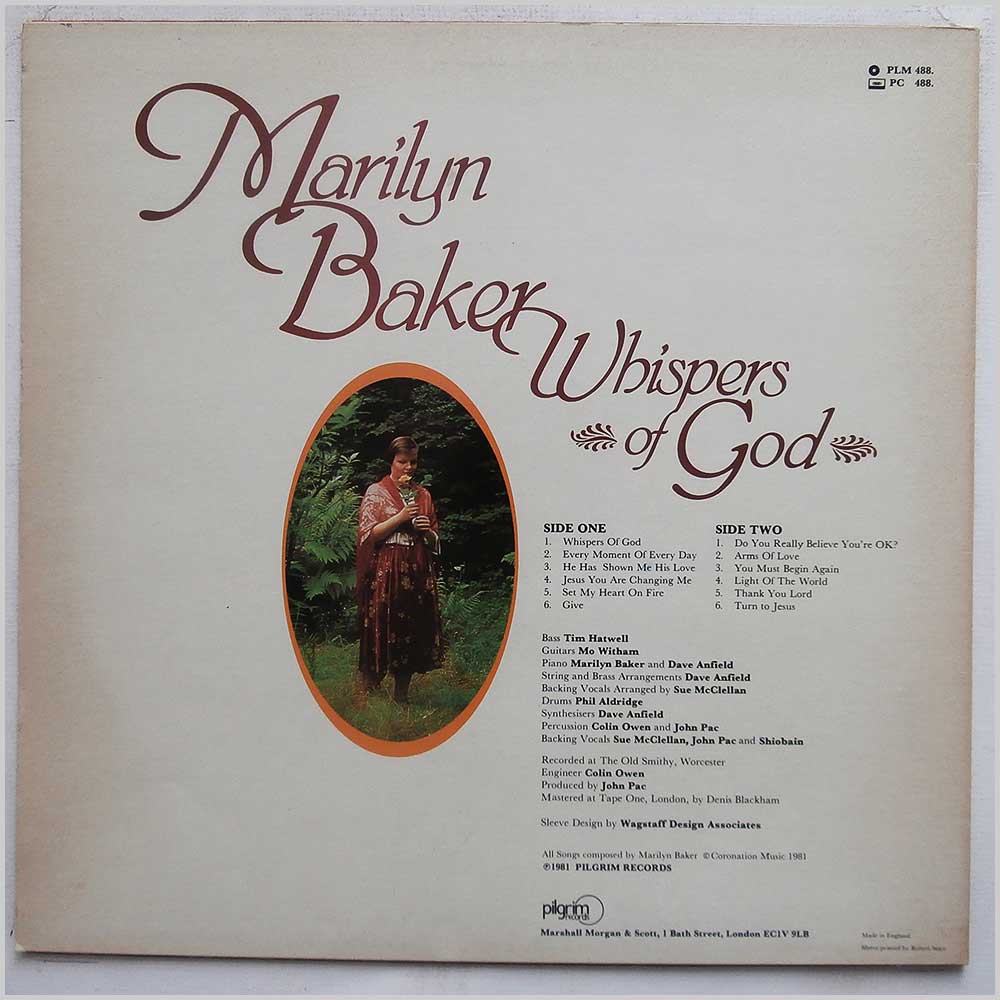 PLM 488.
PC 488.
Marilyn
Baker
Whispers
of God
SIDE ONE
1. Whispers Of God
2. Every Moment Of Every Day
3. He Has Shown Me His Love
4. Jesus You Are Changing Me
5. Set My Heart On Fire
6. Give
SIDE TWO
1. Do You Really Believe You're OK?
2. Arms Of Love
3. You Must Begin Again
4. Light Of The World
5. Thank You Lord
6. Turn to Jesus
Bass Tim Hatwell
Guitars Mo Witham
Piano Marilyn Baker and Dave Anfield
String and Brass Arrangements Dave Anfield
Backing Vocals Arranged by Sue McClellan
Drums Phil Aldridge
Synthesisers Dave Anfield
Percussion Colin Owen and John Pac
Backing Vocals Sue McClellan, John Pac and Shiobain
Recorded at The Old Smithy, Worcester
Engineer Colin Owen
Produced by John Pac
Mastered at Tape One, London, by Denis Blackham
Sleeve Design by Wagstaff Design Associates
All Songs composed by Marilyn Baker © Coronation Music 1981
℗1981 PILGRIM RECORDS
pilgrim
records
Marshall Morgan & Scott, 1 Bath Street, London EC1V 9LB
Made in England
printed by Robert